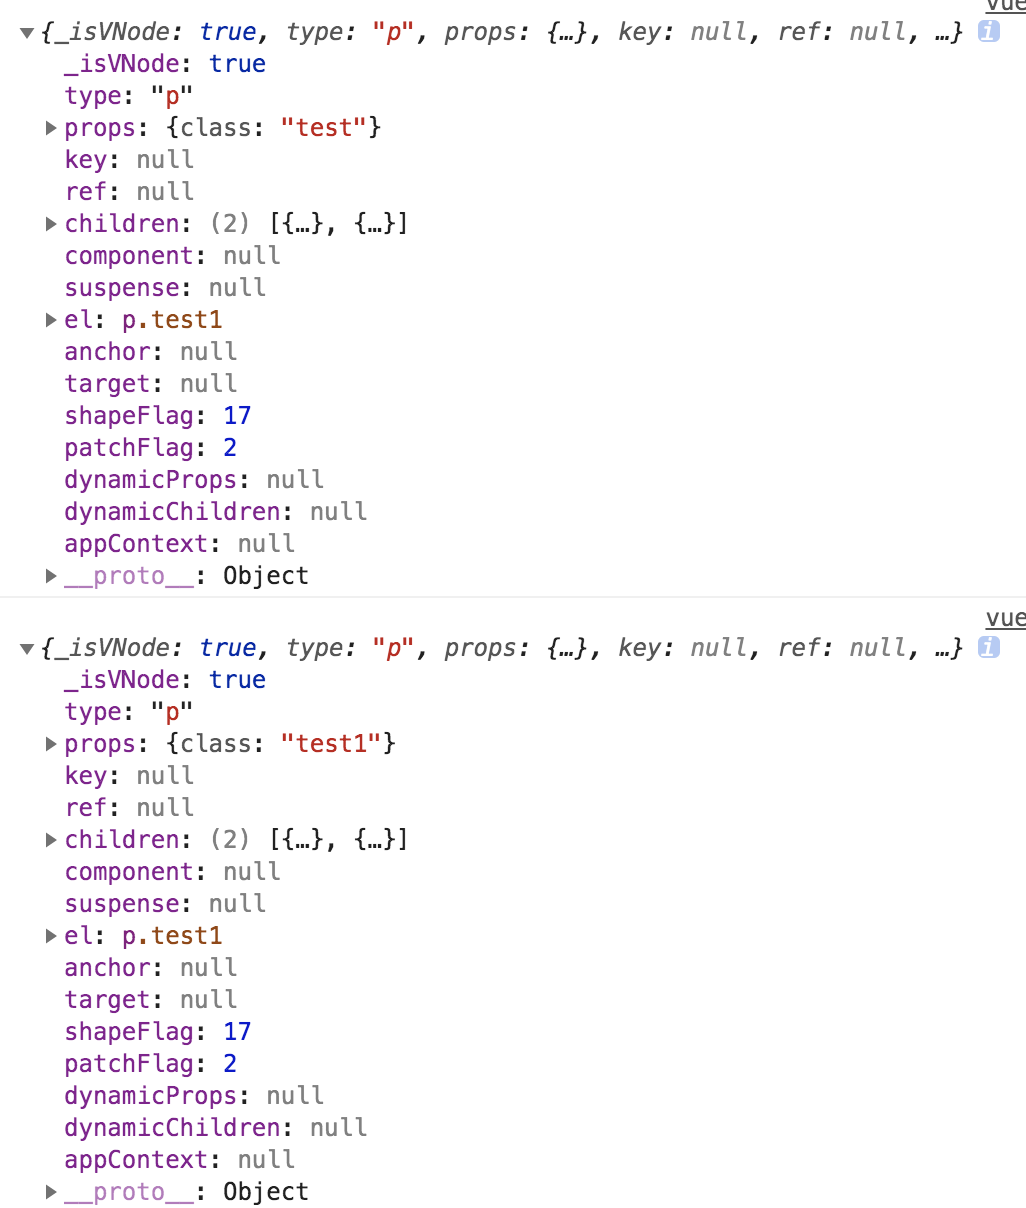 vue
▼{_isVNode: true, type: "p", props: {…}, key: null, ref: null, …} i
_isVNode: true
type: "p"
▶props: {class: "test"}
key: null
ref: null
▶children: (2) [{…}, {…}]
component: null
suspense: null
▶el: p.test1
anchor: null
target: null
shapeFlag: 17
patchFlag: 2
dynamicProps: null
dynamicChildren: null
appContext: null
▶__proto__: Object
vue
▼{_isVNode: true, type: "p", props: {…}, key: null, ref: null, …} i
_isVNode: true
type: "p"
▶props: {class: "test1"}
key: null
ref: null
▶children: (2) [{…}, {…}]
component: null
suspense: null
▶el: p.test1
anchor: null
target: null
shapeFlag: 17
patchFlag: 2
dynamicProps: null
dynamicChildren: null
appContext: null
▶__proto__: Object